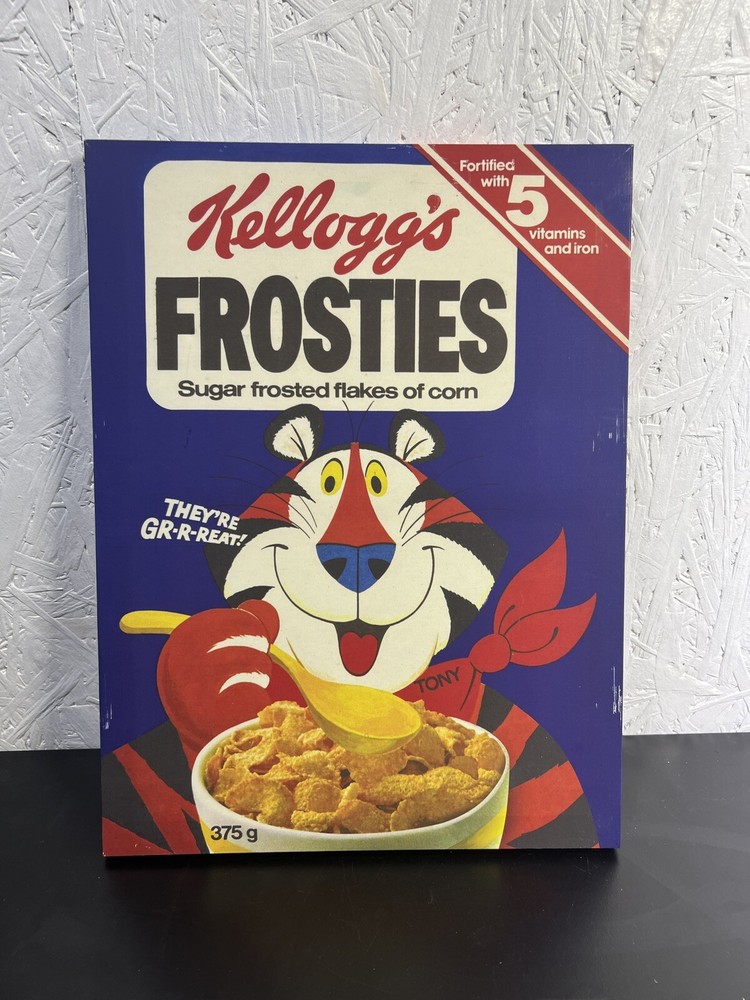 Kellogg's
FROSTIES
Sugar frosted flakes of corn
Fortified
with 5
vitamins
and iron
THEY'RE
GR-R-REAT!
TONY
375 g